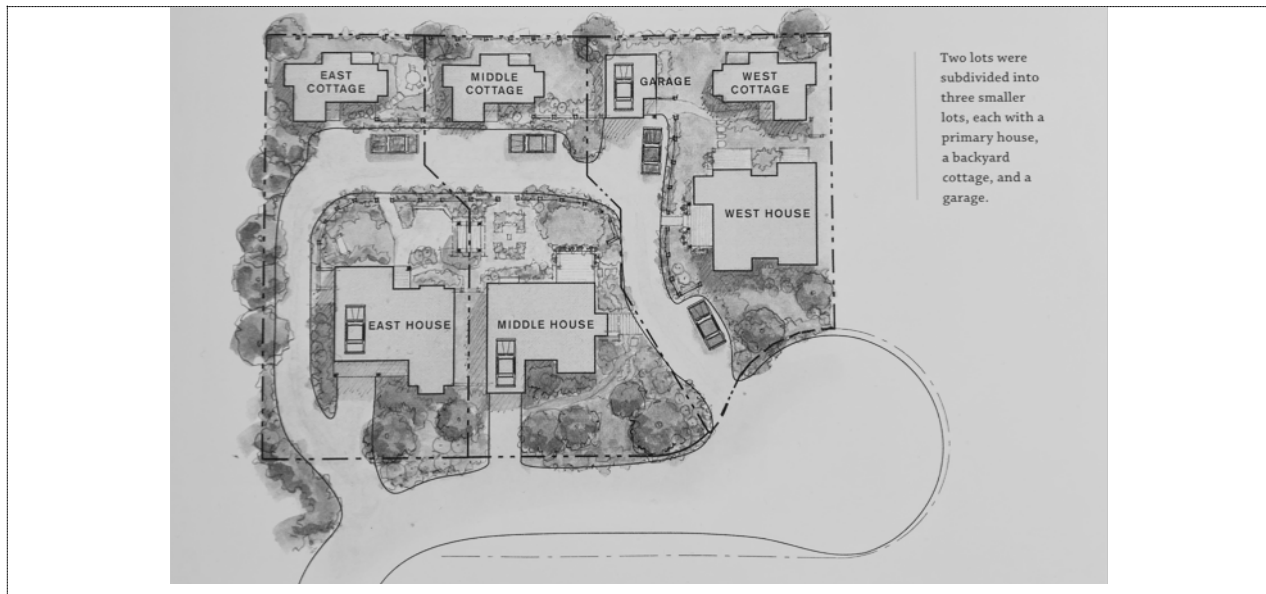 EAST
COTTAGE
MIDDLE
COTTAGE
GARAGE
WEST
COTTAGE
Two lots were
subdivided into
three smaller
lots, each with a
primary house,
a backyard
cottage, and a
garage.
WEST HOUSE
EAST HOUSE
MIDDLE HOUSE